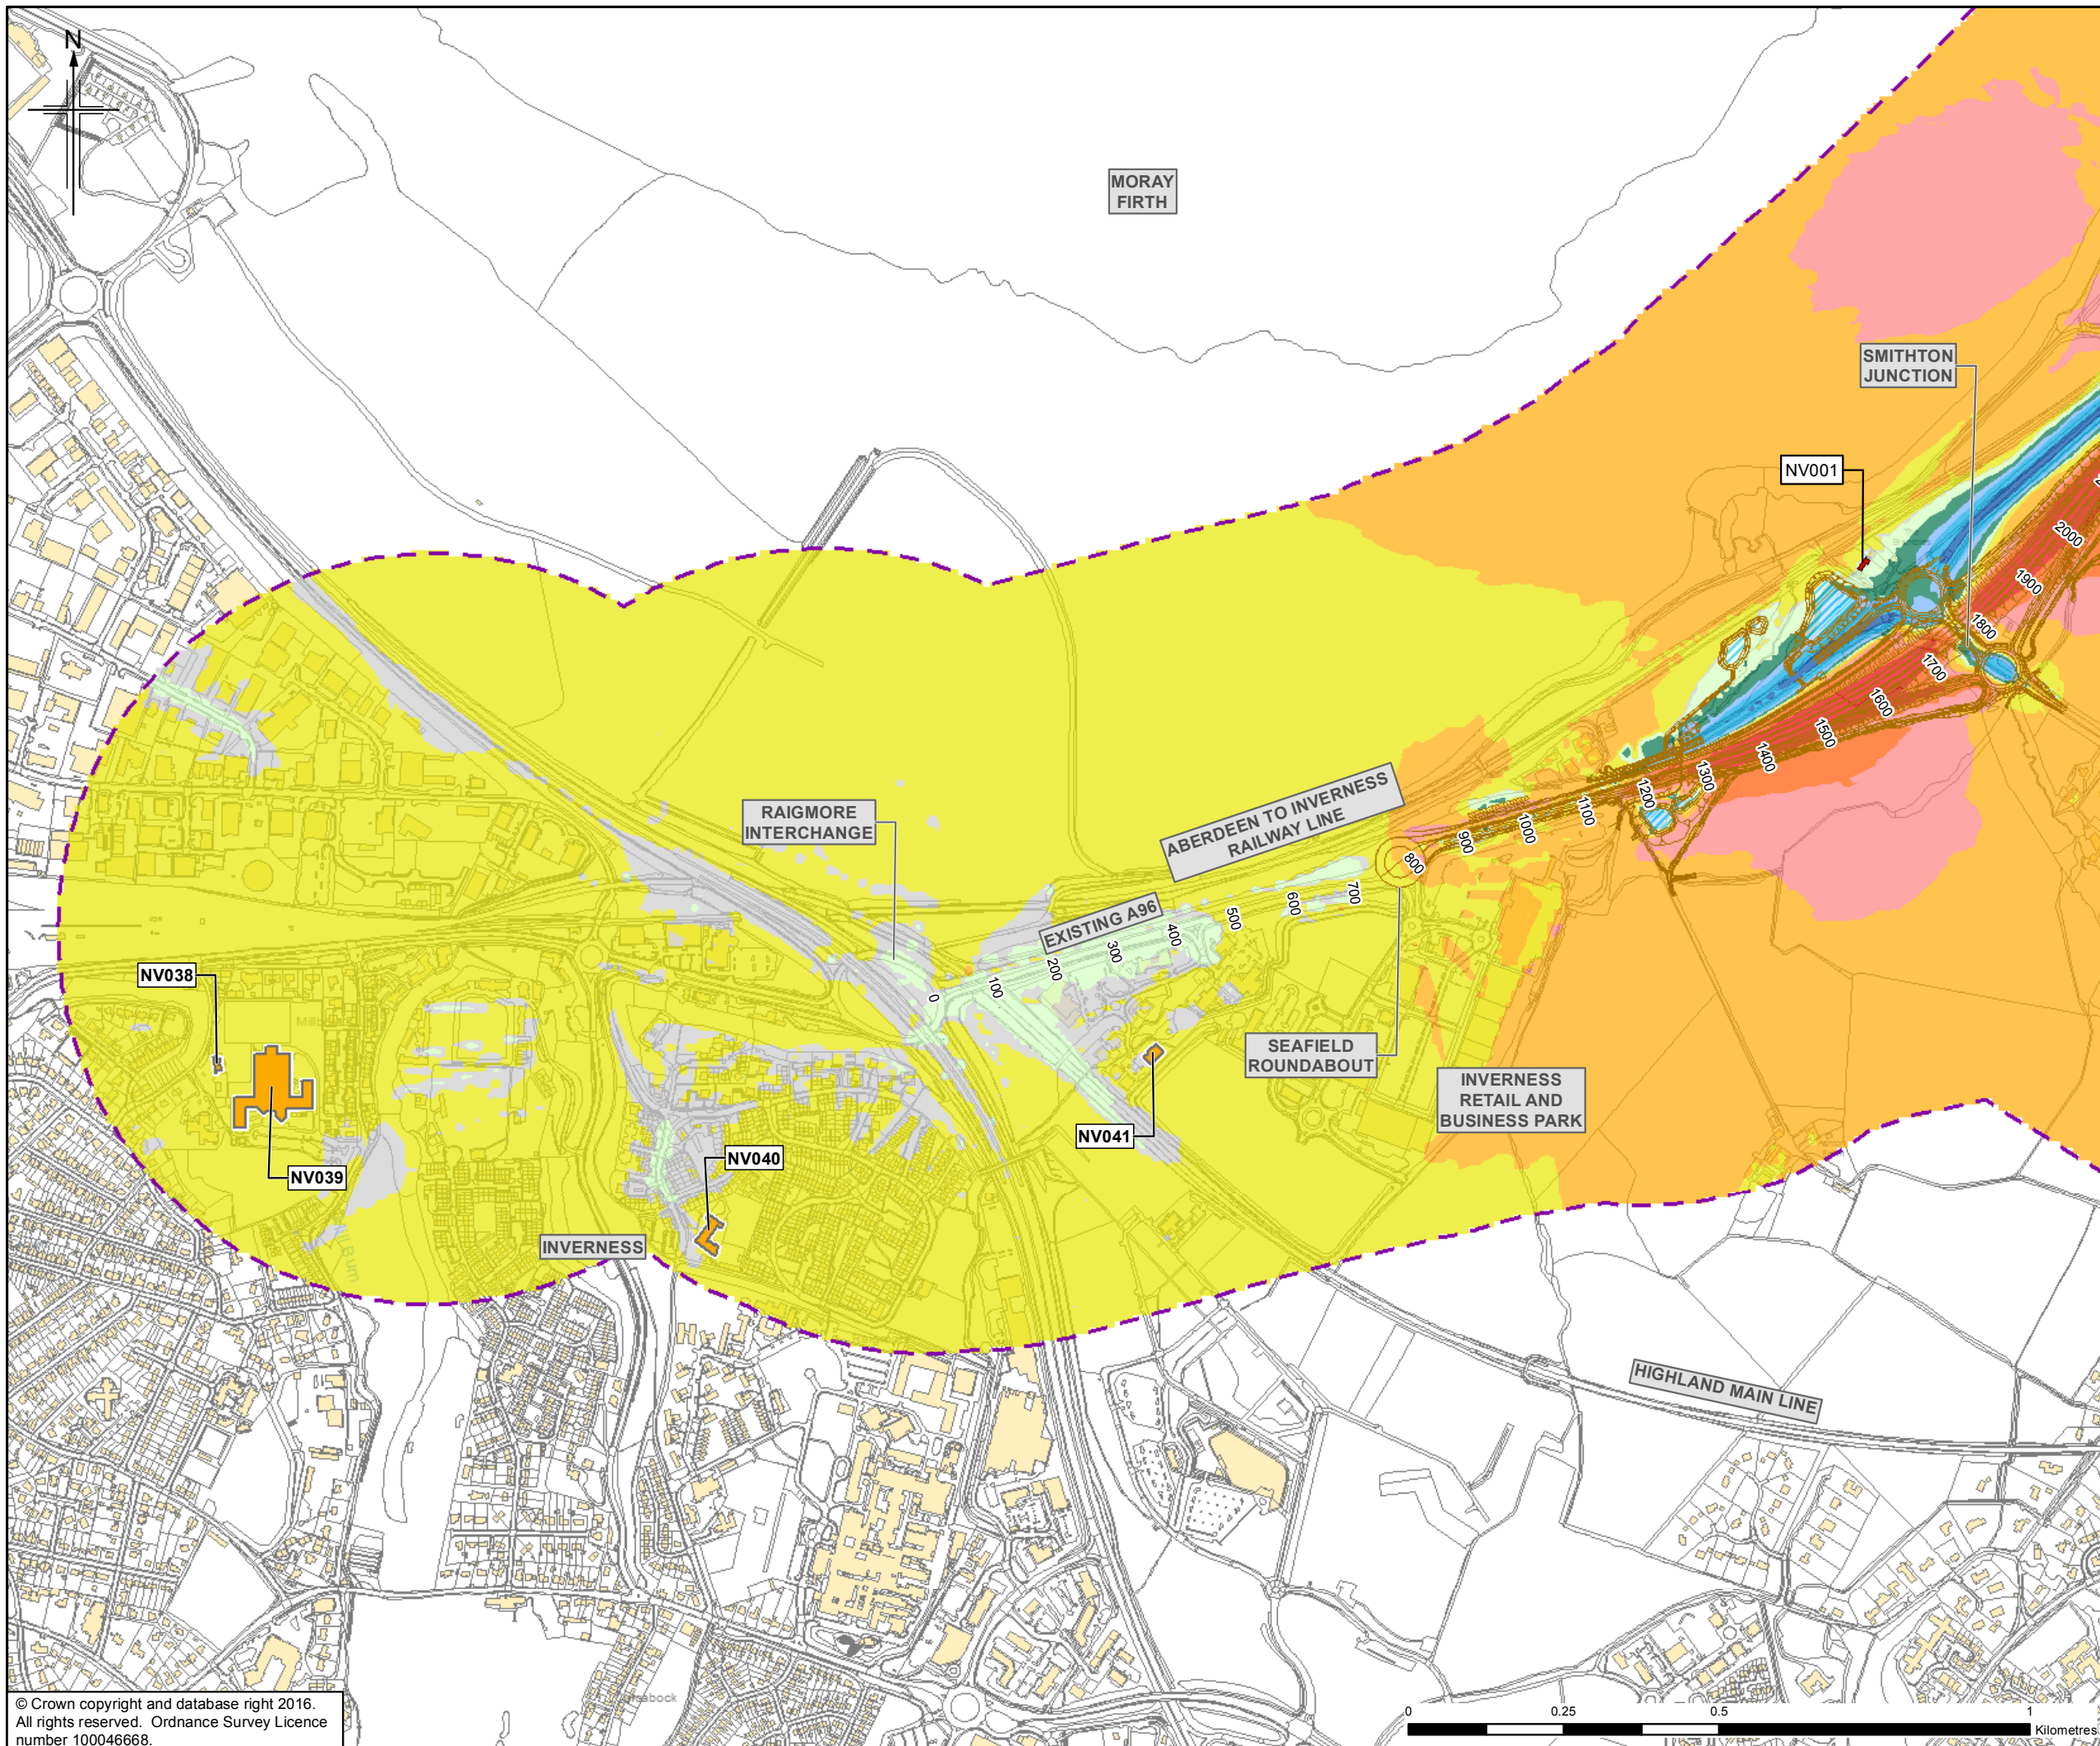 N
MORAY
FIRTH
SMITHTON
JUNCTION
NV001
2000
1900
1800
1700
1600
1500
1400
1300
1200
1100
1000
900
800
700
600
500
400
300
200
100
0
RAIGMORE
INTERCHANGE
ABERDEEN TO INVERNESS
RAILWAY LINE
EXISTING A96
NV038
NV039
NV040
NV041
SEAFIELD
ROUNDABOUT
INVERNESS
RETAIL AND
BUSINESS PARK
INVERNESS
HIGHLAND MAIN LINE
© Crown copyright and database right 2016.
All rights reserved. Ordnance Survey Licence
number 100046668.
0 0.25 0.5 1
Kilometres